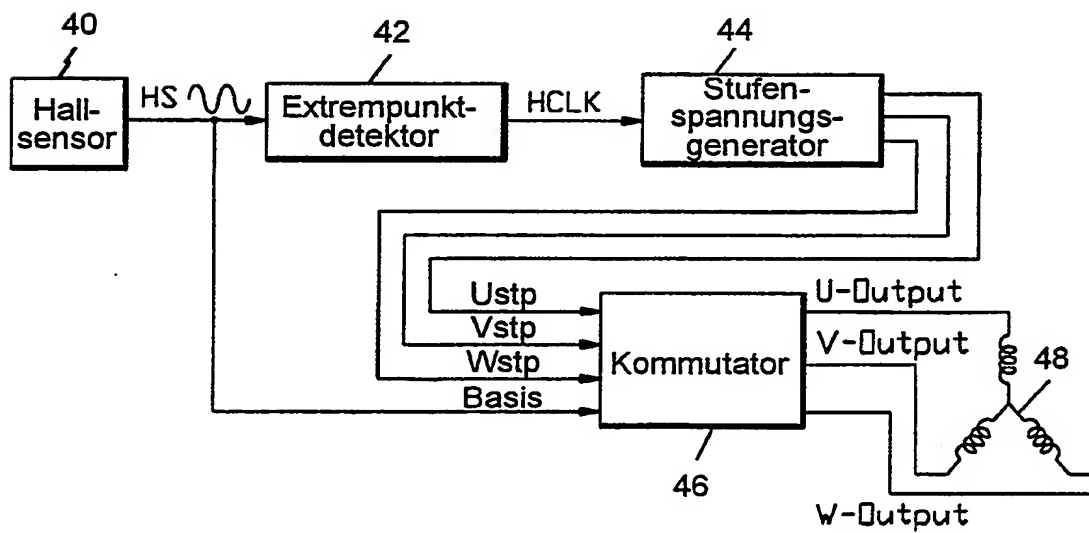 40
42
44
Hall-
sensor
HS
Extrempunkt-
detektor
HCLK
Stufen-
spannungs-
generator
Ustp
Vstp
Wstp
Basis
Kommutator
46
U-Output
V-Output
48
W-Output